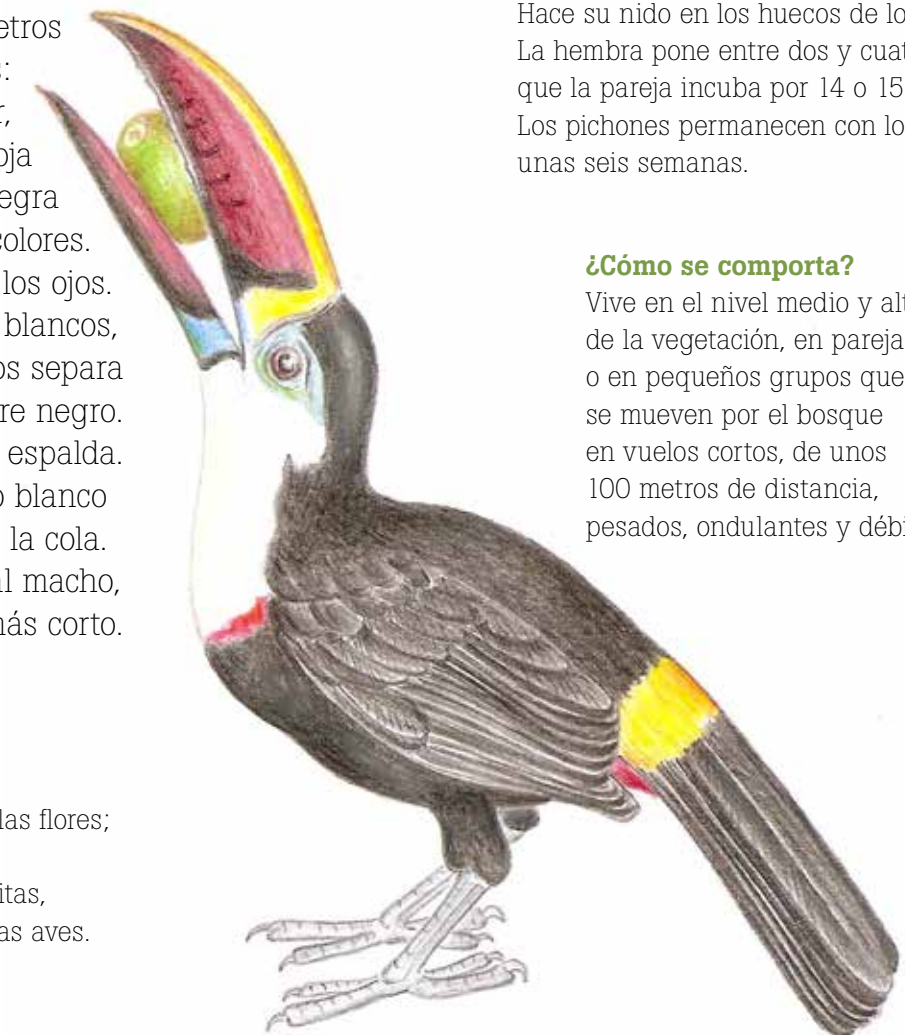 etros
s:
r,
oja
egra
colores.
los ojos.
blancos,
os separa
re negro.
espalda.
o blanco
la cola.
al macho,
más corto.
las flores;
itas,
as aves.
Hace su nido en los huecos de lo
La hembra pone entre dos y cuat
que la pareja incuba por 14 o 15
Los pichones permanecen con lo
unas seis semanas.
¿Cómo se comporta?
Vive en el nivel medio y alt
de la vegetación, en pareja
o en pequeños grupos que
se mueven por el bosque
en vuelos cortos, de unos
100 metros de distancia,
pesados, ondulantes y débi